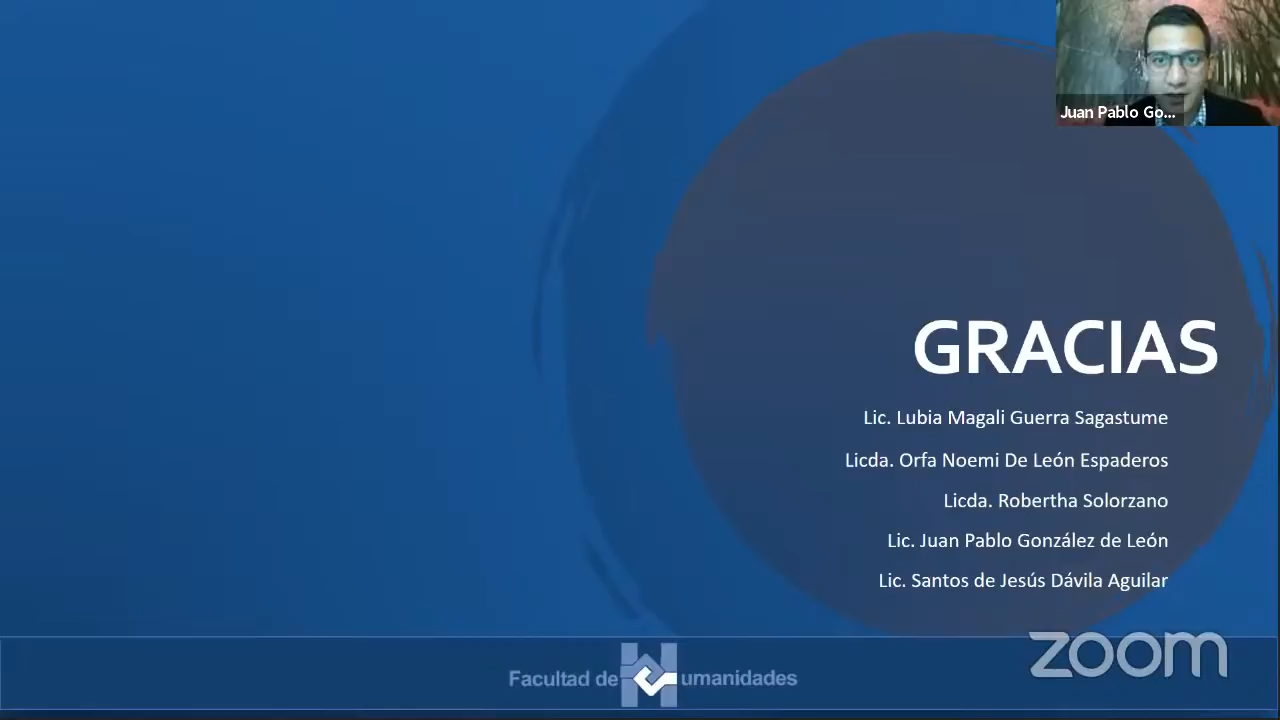 Juan Pablo Go...
GRACIAS
Lic. Lubia Magali Guerra Sagastume
Licda. Orfa Noemi De León Espaderos
Licda. Robertha Solorzano
Lic. Juan Pablo González de León
Lic. Santos de Jesús Dávila Aguilar
zoom
Facultad de Humanidades